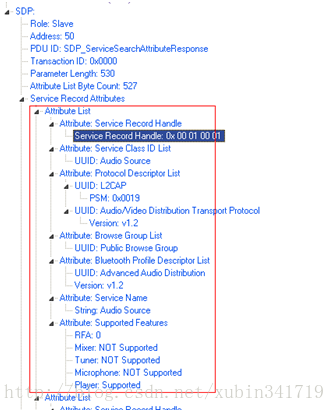 SDP:
Role: Slave
Address: 50
PDU ID: SDP_ServiceSearchAttributeResponse
Transaction ID: 0x0000
Parameter Length: 530
Attribute List Byte Count: 527
Service Record Attributes
Attribute List
Attribute: Service Record Handle
Service Record Handle: 0x 00 01 00 01
Attribute: Service Class ID List
UUID: Audio Source
Attribute: Protocol Descriptor List
UUID: L2CAP
PSM: 0x0019
UUID: Audio/Video Distribution Transport Protocol
Version: v1.2
Attribute: Browse Group List
UUID: Public Browse Group
Attribute: Bluetooth Profile Descriptor List
UUID: Advanced Audio Distribution
Version: v1.2
Attribute: Service Name
String: Audio Source
Attribute: Supported Features
RFA: 0
Mixer: NOT Supported
Tuner: NOT Supported
Microphone: NOT Supported
Player: Supported
http://blog.csdn.net/xubin341719
Attribute List
Attribute: Service Record Handle